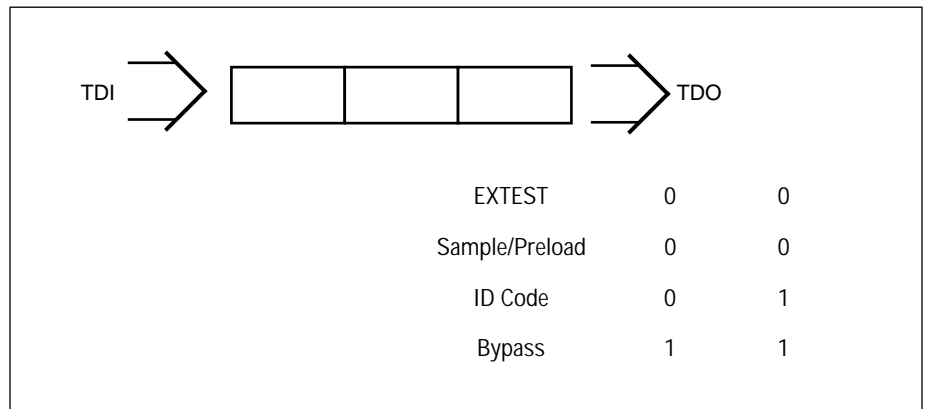 TDI TDO
EXTEST 0 0
Sample/Preload 0 0
ID Code 0 1
Bypass 1 1